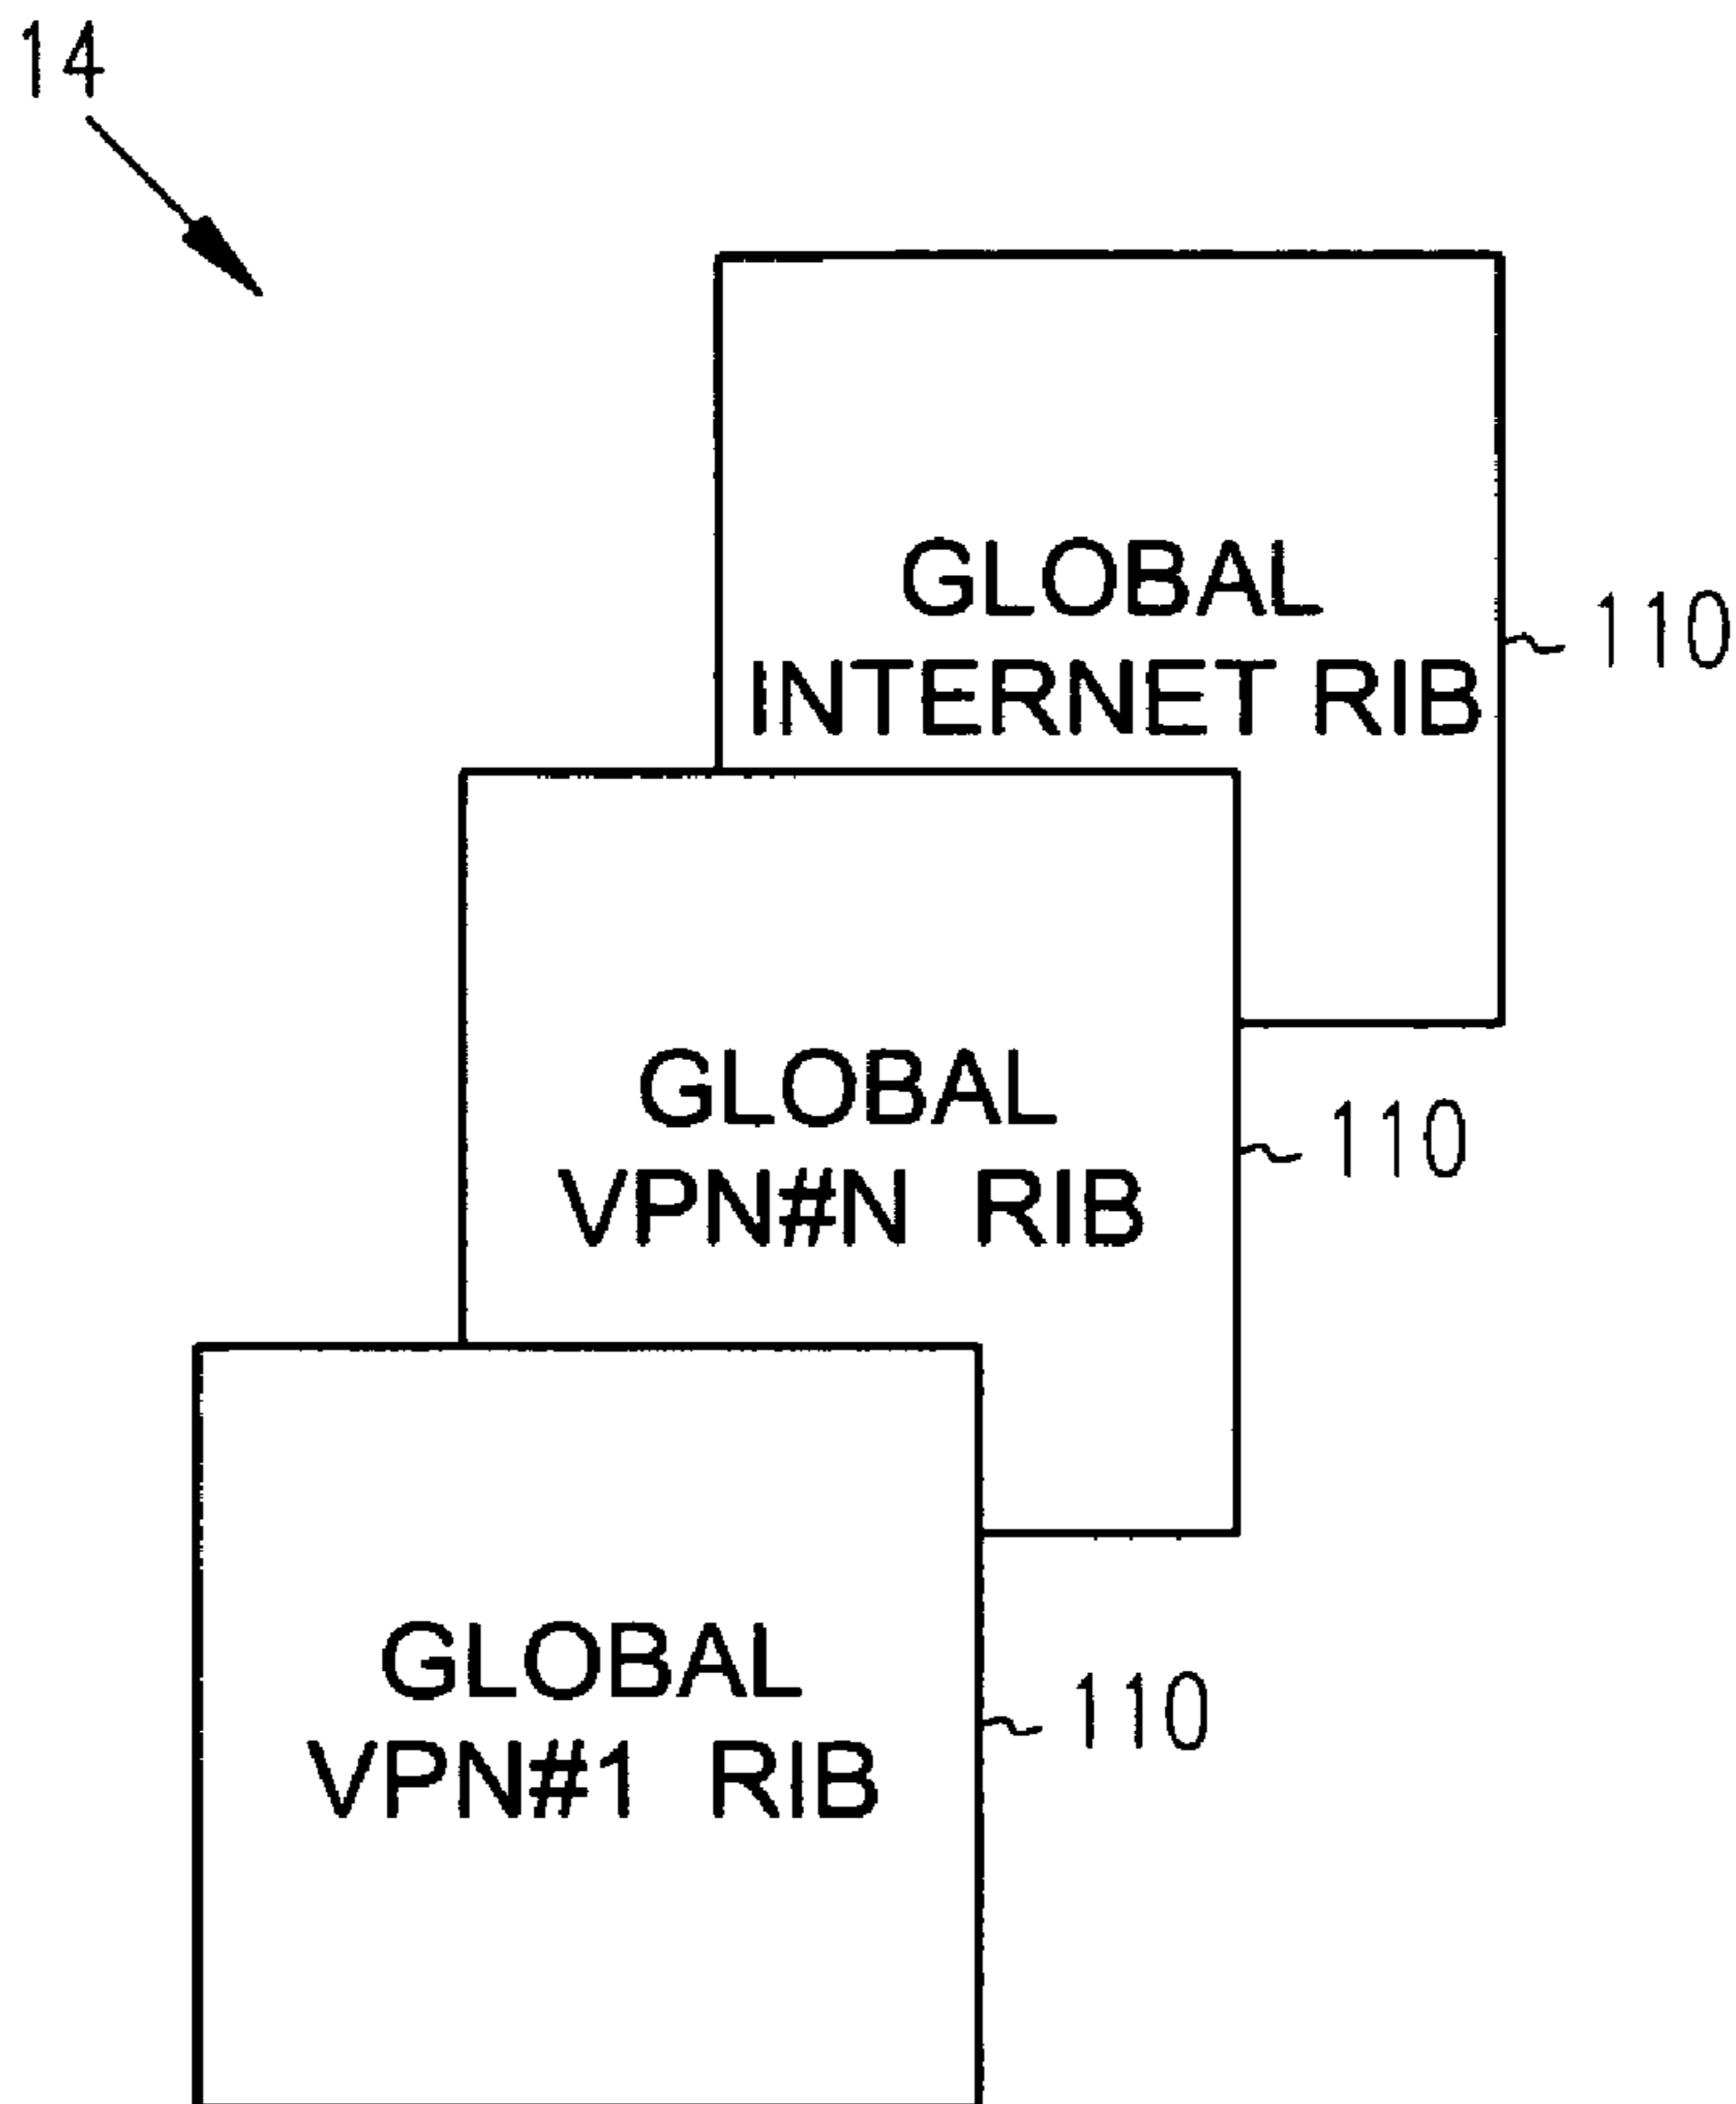 14
GLOBAL
INTERNET RIB
110
GLOBAL
VPN#N RIB
110
GLOBAL
VPN#1 RIB
110